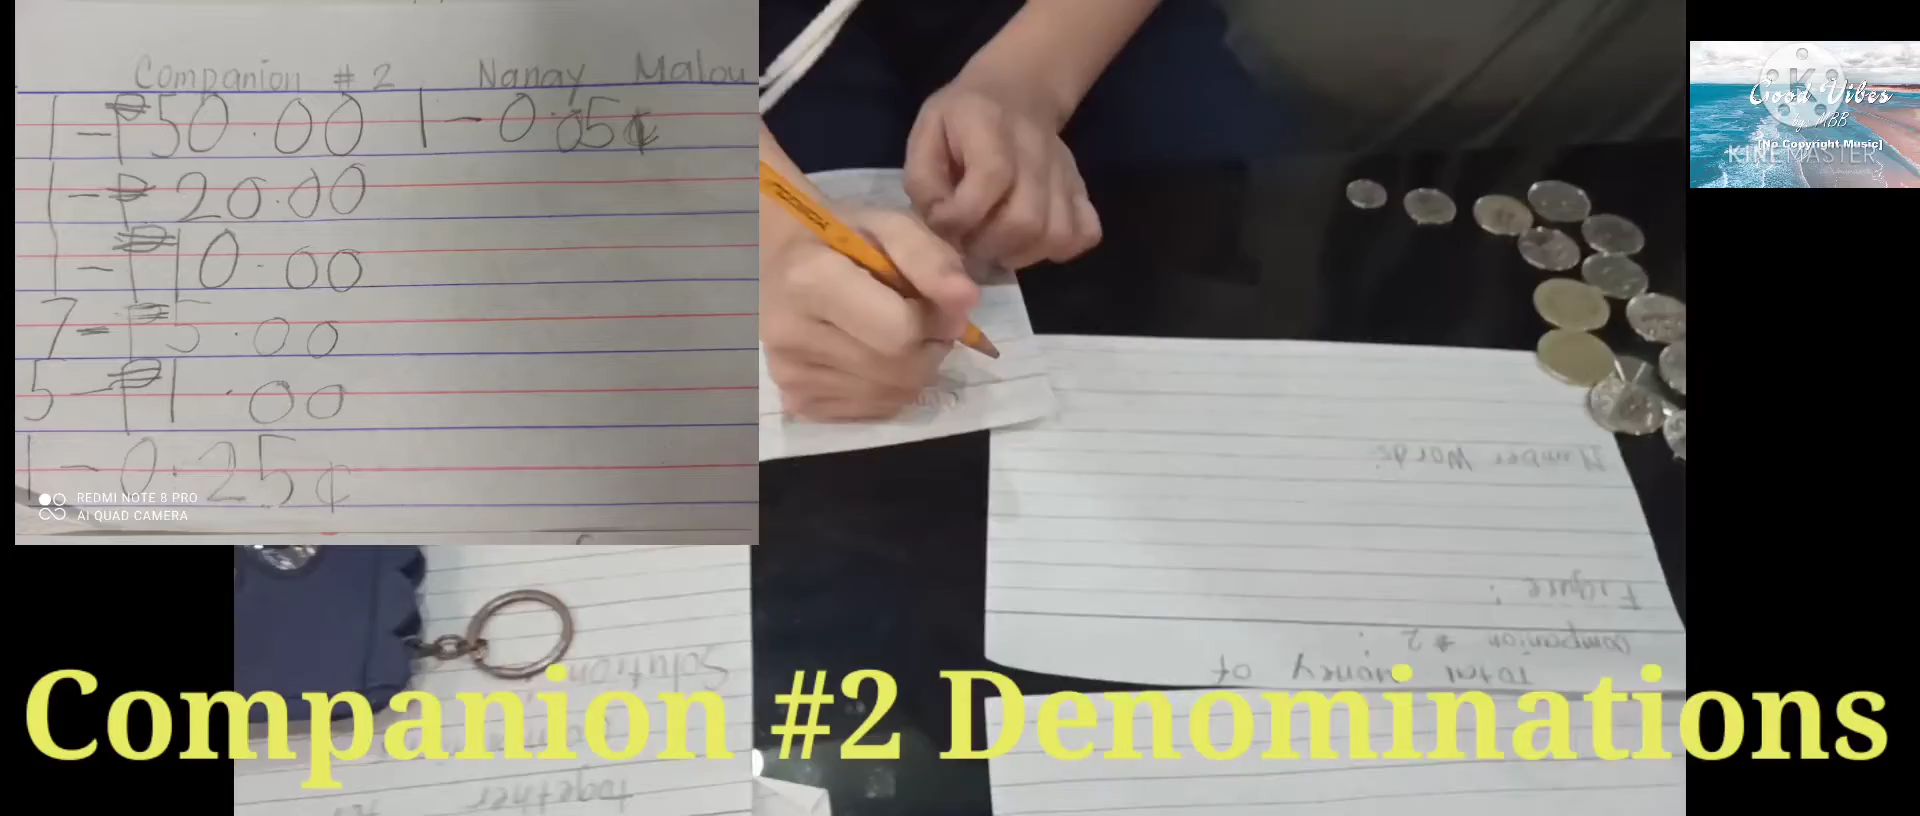 Companion # 2 Nanay Malou
1 - ₱50.00 1 - 0.05¢
1 - ₱20.00
1 - ₱10.00
7 - ₱5.00
5 - ₱1.00
1 - 0.25¢
REDMI NOTE 8 PRO
AI QUAD CAMERA
Good Vibes
by: MBB
[No Copyright Music]
KINEMASTER
Total Money of
Companion # 2 :
Figure :
Number Words:
Solution
together
Companion #2 Denominations